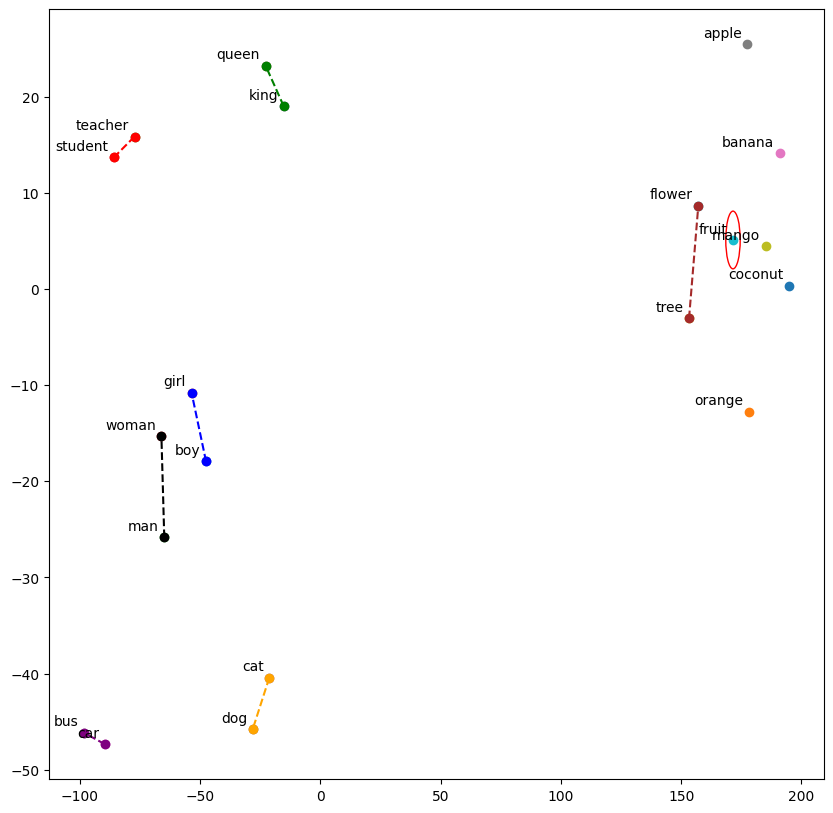 apple
queen
king
teacher
student
banana
flower
fruit
mango
coconut
tree
orange
girl
woman
boy
man
cat
dog
bus
car
20
10
0
−10
−20
−30
−40
−50
−100
−50
0
50
100
150
200